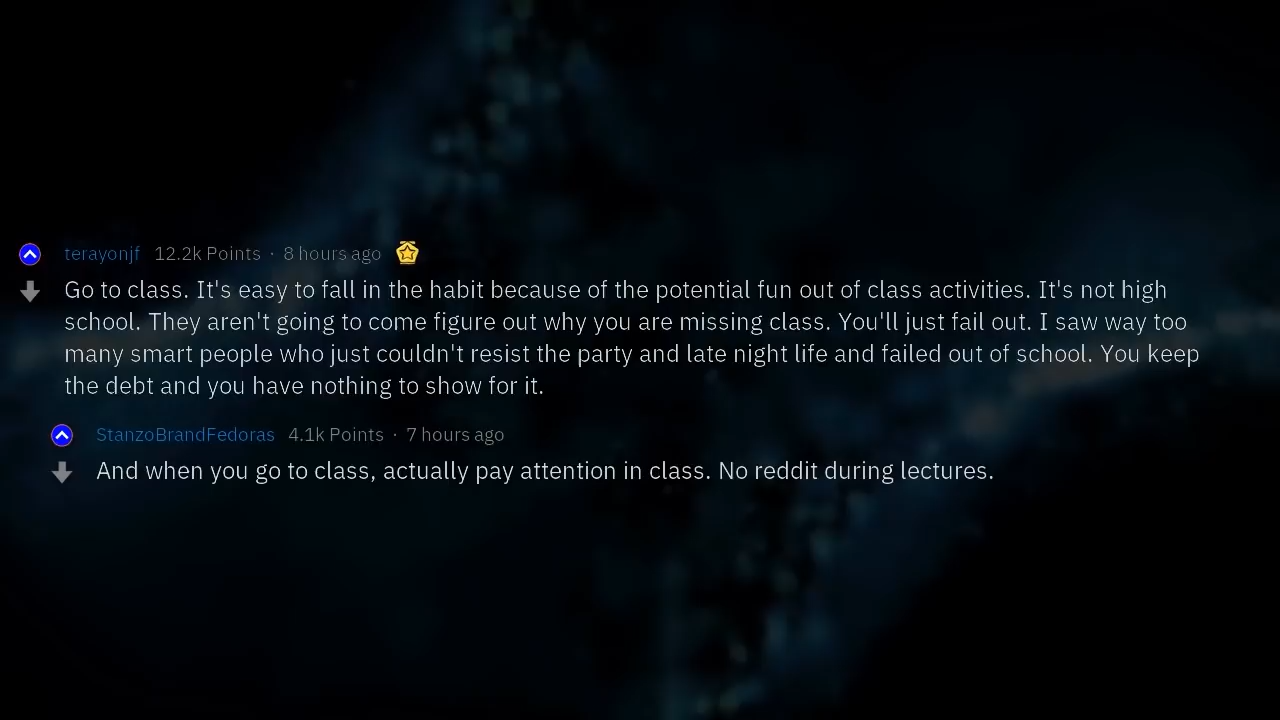 terayonjf 12.2k Points · 8 hours ago
Go to class. It's easy to fall in the habit because of the potential fun out of class activities. It's not high
school. They aren't going to come figure out why you are missing class. You'll just fail out. I saw way too
many smart people who just couldn't resist the party and late night life and failed out of school. You keep
the debt and you have nothing to show for it.
StanzoBrandFedoras 4.1k Points · 7 hours ago
And when you go to class, actually pay attention in class. No reddit during lectures.